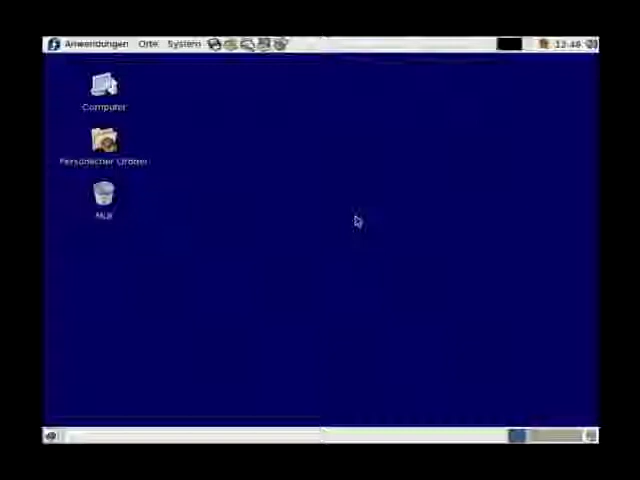 Anwendungen Orte System 12:48
Computer
Persönlicher Ordner
Müll